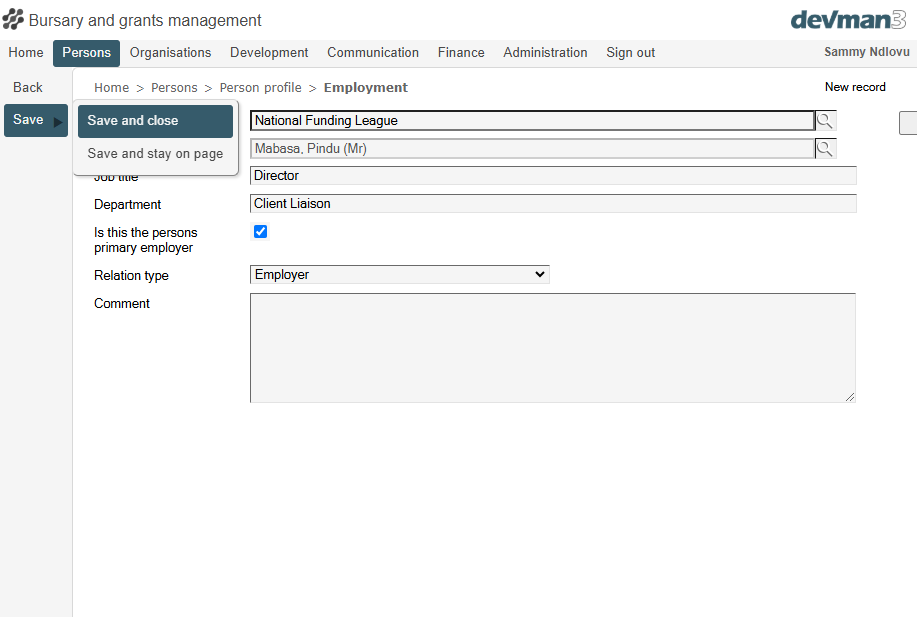 Bursary and grants management
devman3
Home Persons Organisations Development Communication Finance Administration Sign out Sammy Ndlovu
Back
Home > Persons > Person profile > Employment
New record
Save
Save and close
Save and stay on page
National Funding League
Mabasa, Pindu (Mr)
Job title
Director
Department
Client Liaison
Is this the persons
primary employer
Relation type
Employer
Comment